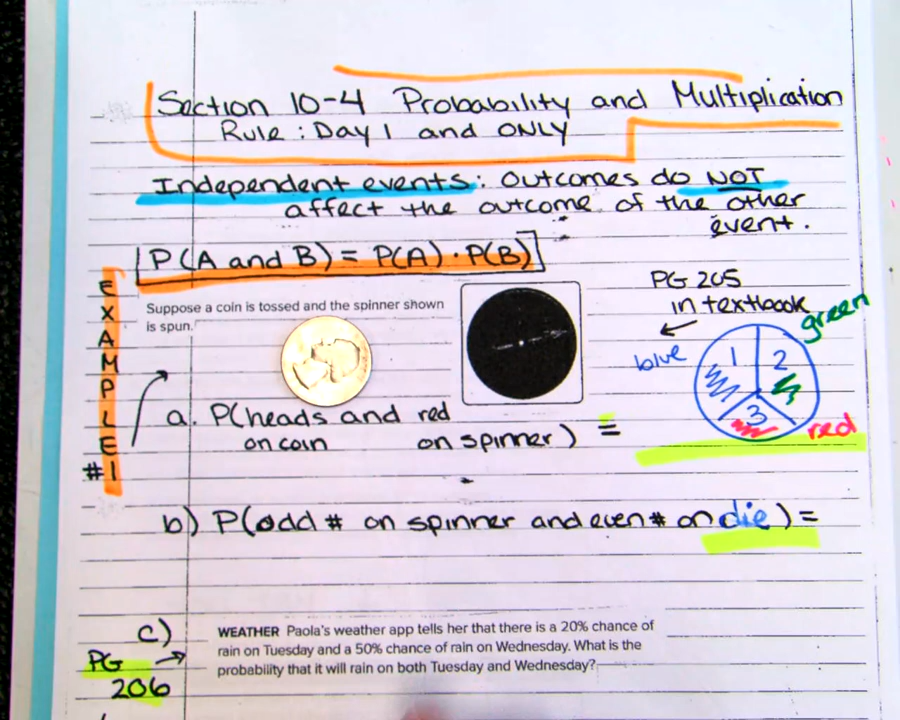 Section 10-4 Probability and Multiplication
Rule : Day 1 and ONLY
Independent events : outcomes do NOT
affect the outcome of the other
event.
P(A and B) = P(A) · P(B)
EXAMPLE
#1
Suppose a coin is tossed and the spinner shown
is spun.
PG 205
in textbook
green
blue
1
2
3
red
a. P(heads and red
on coin on spinner) =
b) P(odd # on spinner and even # on die) =
c)
PG
206
WEATHER Paola's weather app tells her that there is a 20% chance of
rain on Tuesday and a 50% chance of rain on Wednesday. What is the
probability that it will rain on both Tuesday and Wednesday?